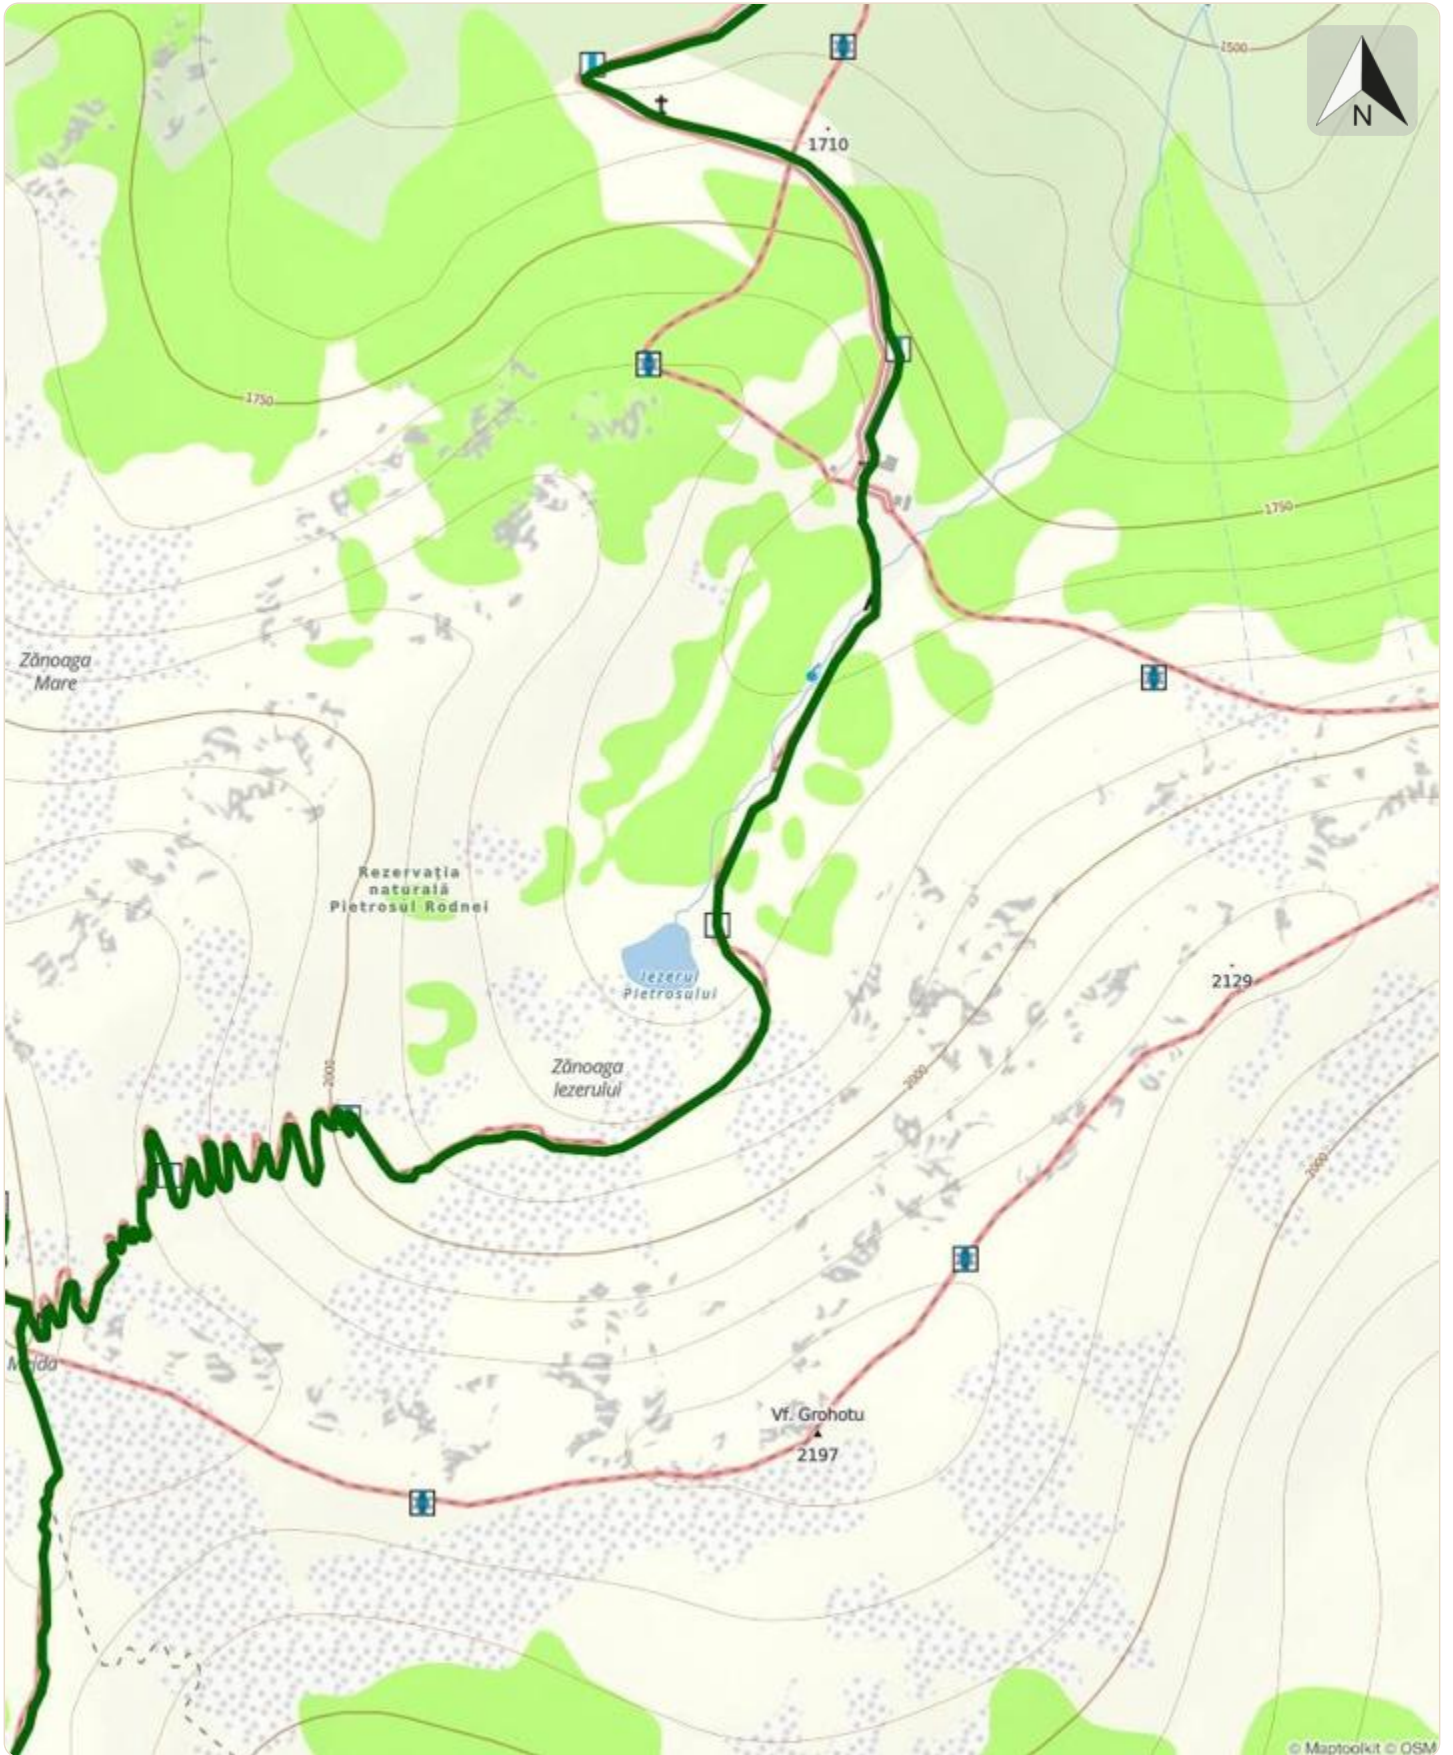 1500
N
1710
1750
1750
Zănoaga
Mare
Rezervația
naturală
Pietrosul Rodnei
Iezerul
Pietrosului
2129
Zănoaga
Iezerului
2000
2000
2000
Vf. Grohotu
2197
© Maptoolkit © OSM